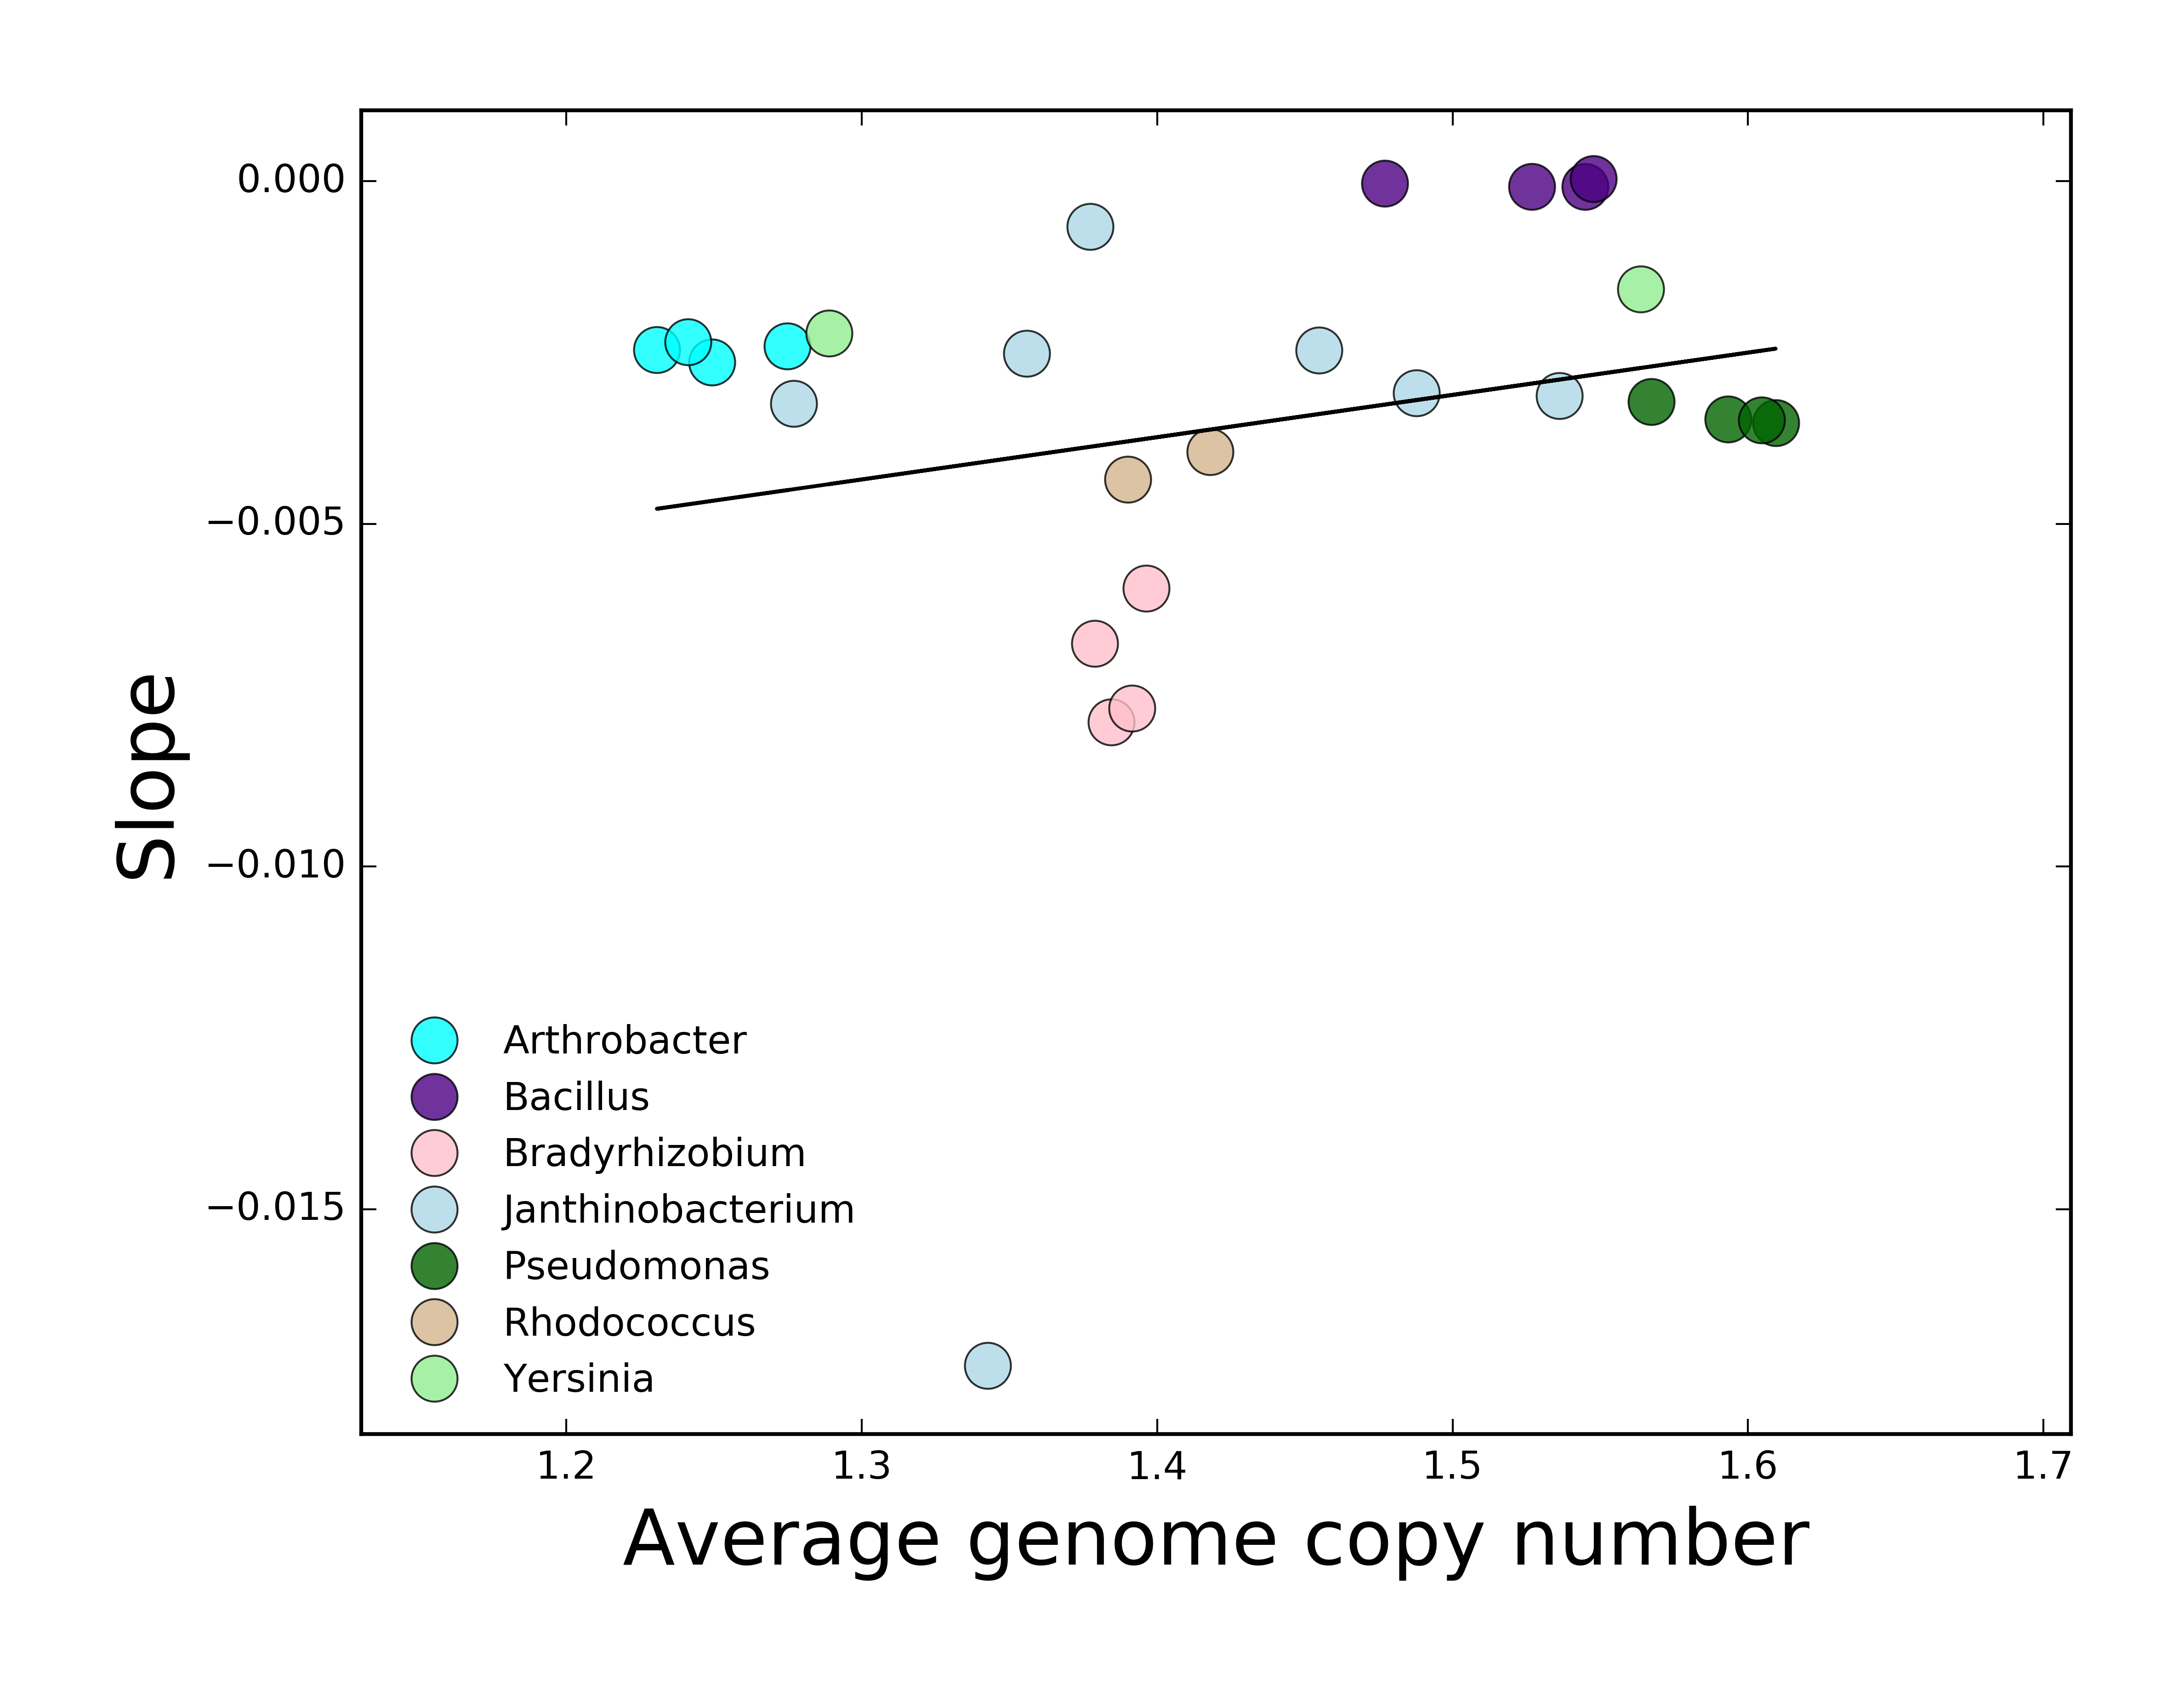 0.000
−0.005
−0.010
−0.015
Slope
Arthrobacter
Bacillus
Bradyrhizobium
Janthinobacterium
Pseudomonas
Rhodococcus
Yersinia
1.2 1.3 1.4 1.5 1.6 1.7
Average genome copy number